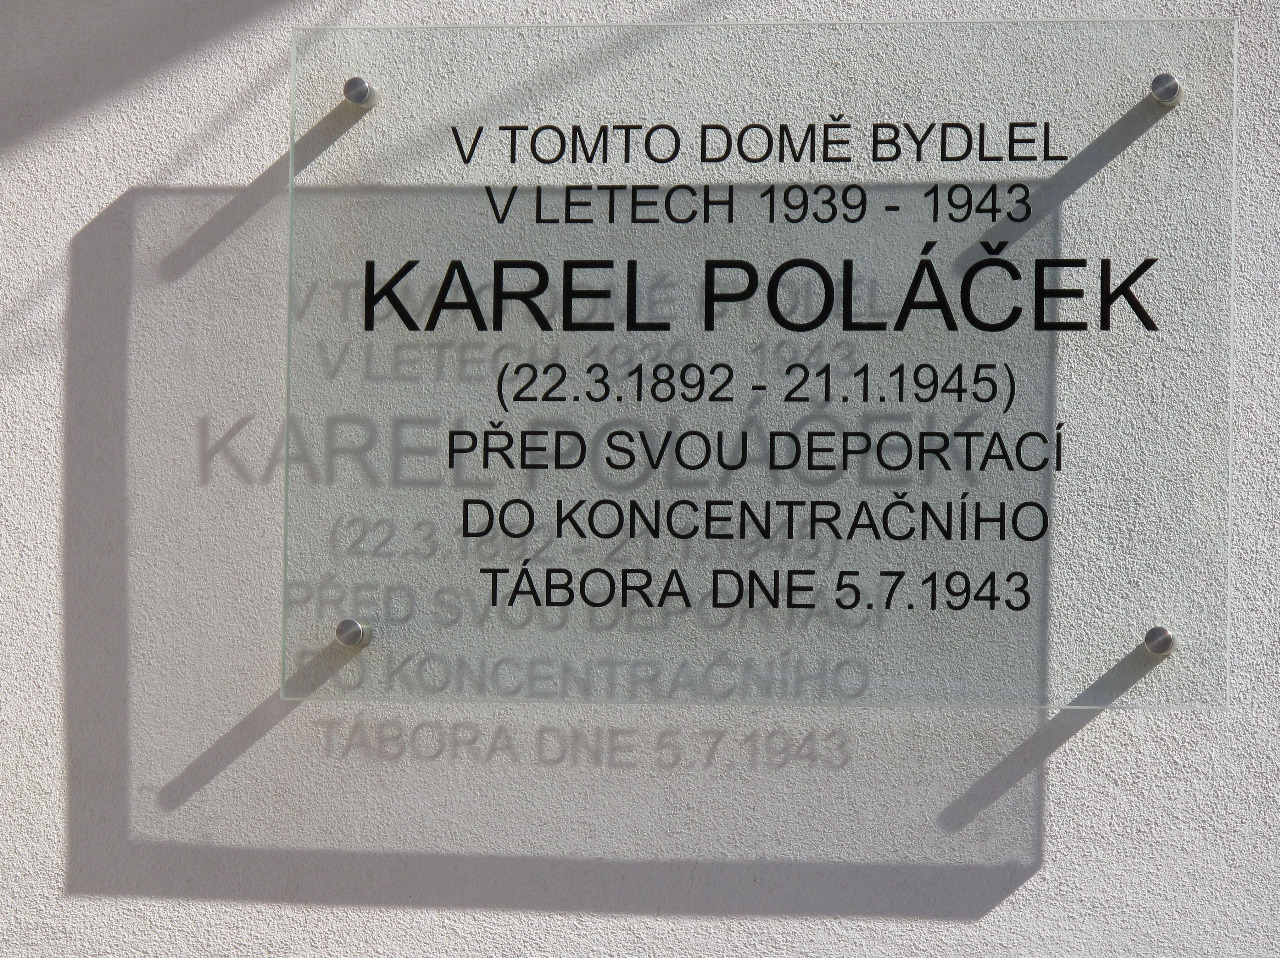 V TOMTO DOMĚ BYDLEL
V LETECH 1939 - 1943
KAREL POLÁČEK
(22.3.1892 - 21.1.1945)
PŘED SVOU DEPORTACÍ
DO KONCENTRAČNÍHO
TÁBORA DNE 5.7.1943